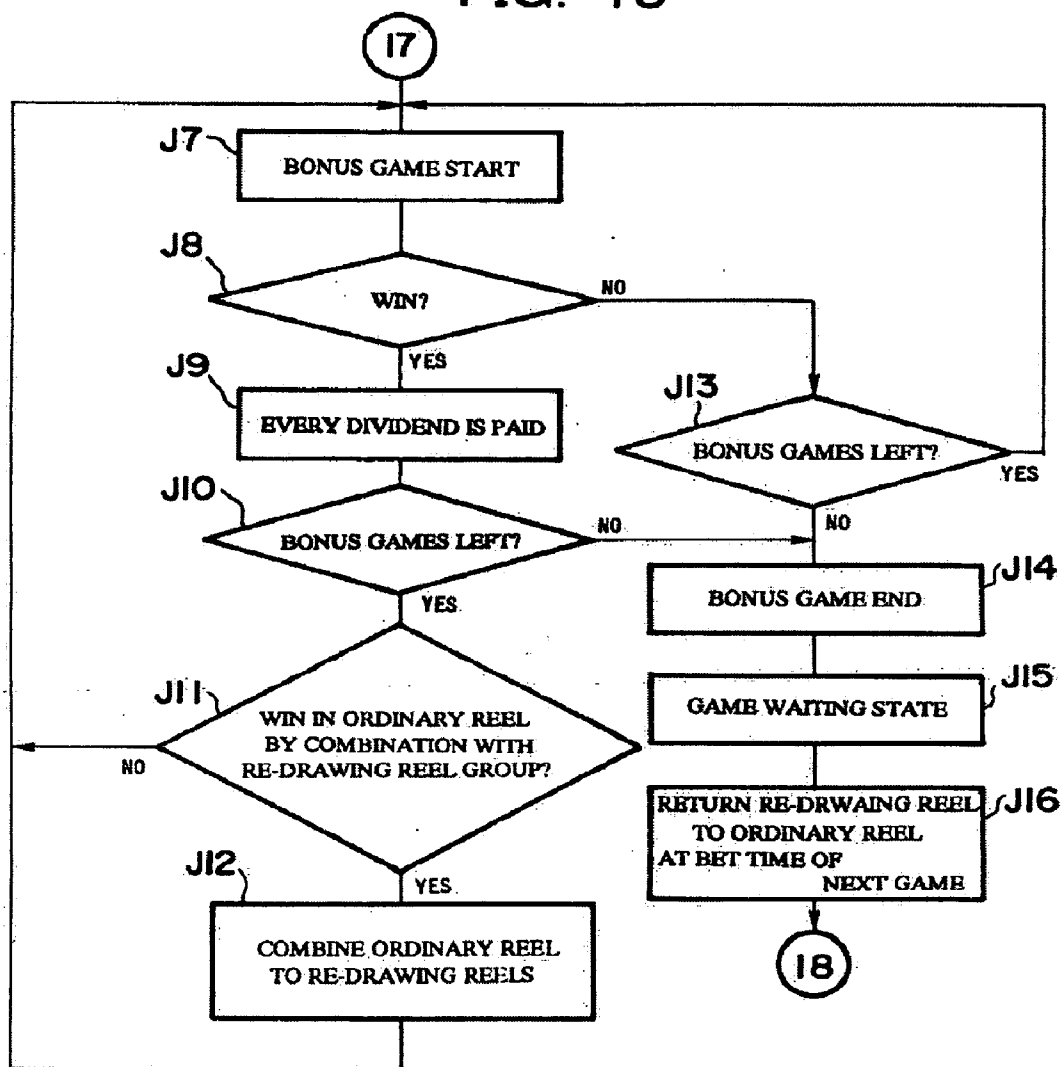 17
J7
BONUS GAME START
J8
WIN?
NO
YES
J9
EVERY DIVIDEND IS PAID
J13
BONUS GAMES LEFT?
YES
NO
J10
BONUS GAMES LEFT?
NO
YES
J14
BONUS GAME END
J11
WIN IN ORDINARY REEL
BY COMBINATION WITH
RE-DRAWING REEL GROUP?
NO
YES
J15
GAME WAITING STATE
J16
RETURN RE-DRWAING REEL
TO ORDINARY REEL
AT BET TIME OF
NEXT GAME
J12
COMBINE ORDINARY REEL
TO RE-DRAWING REELS
18